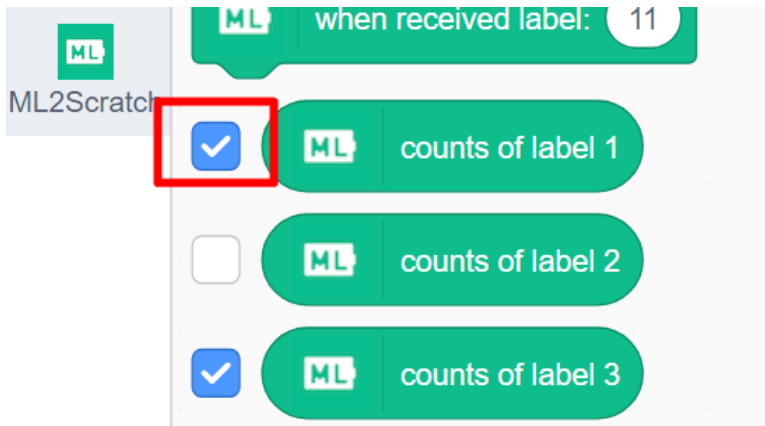 ML when received label: 11
ML
ML2Scratch
ML counts of label 1
ML counts of label 2
ML counts of label 3